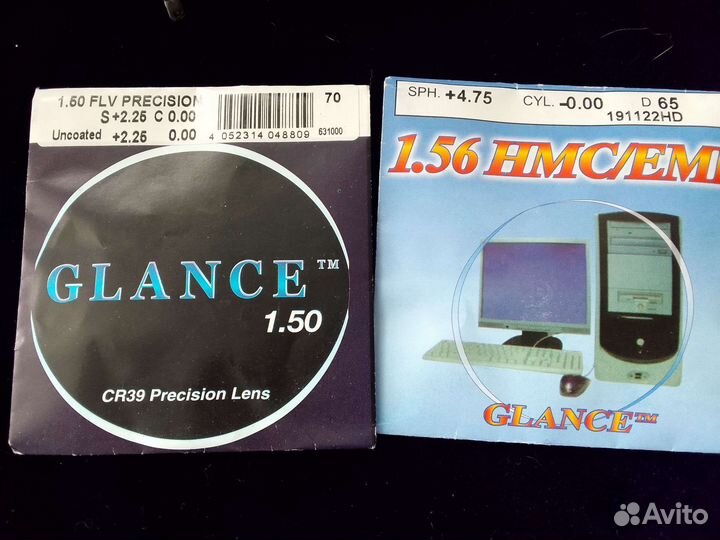 1.50 FLV PRECISION
S +2.25 C 0.00
Uncoated +2.25 0.00
4 052314 048809
631000
70
GLANCE™
1.50
CR39 Precision Lens
SPH. +4.75 CYL. -0.00 D 65
191122HD
1.56 HMC/EMI
GLANCE™
Avito